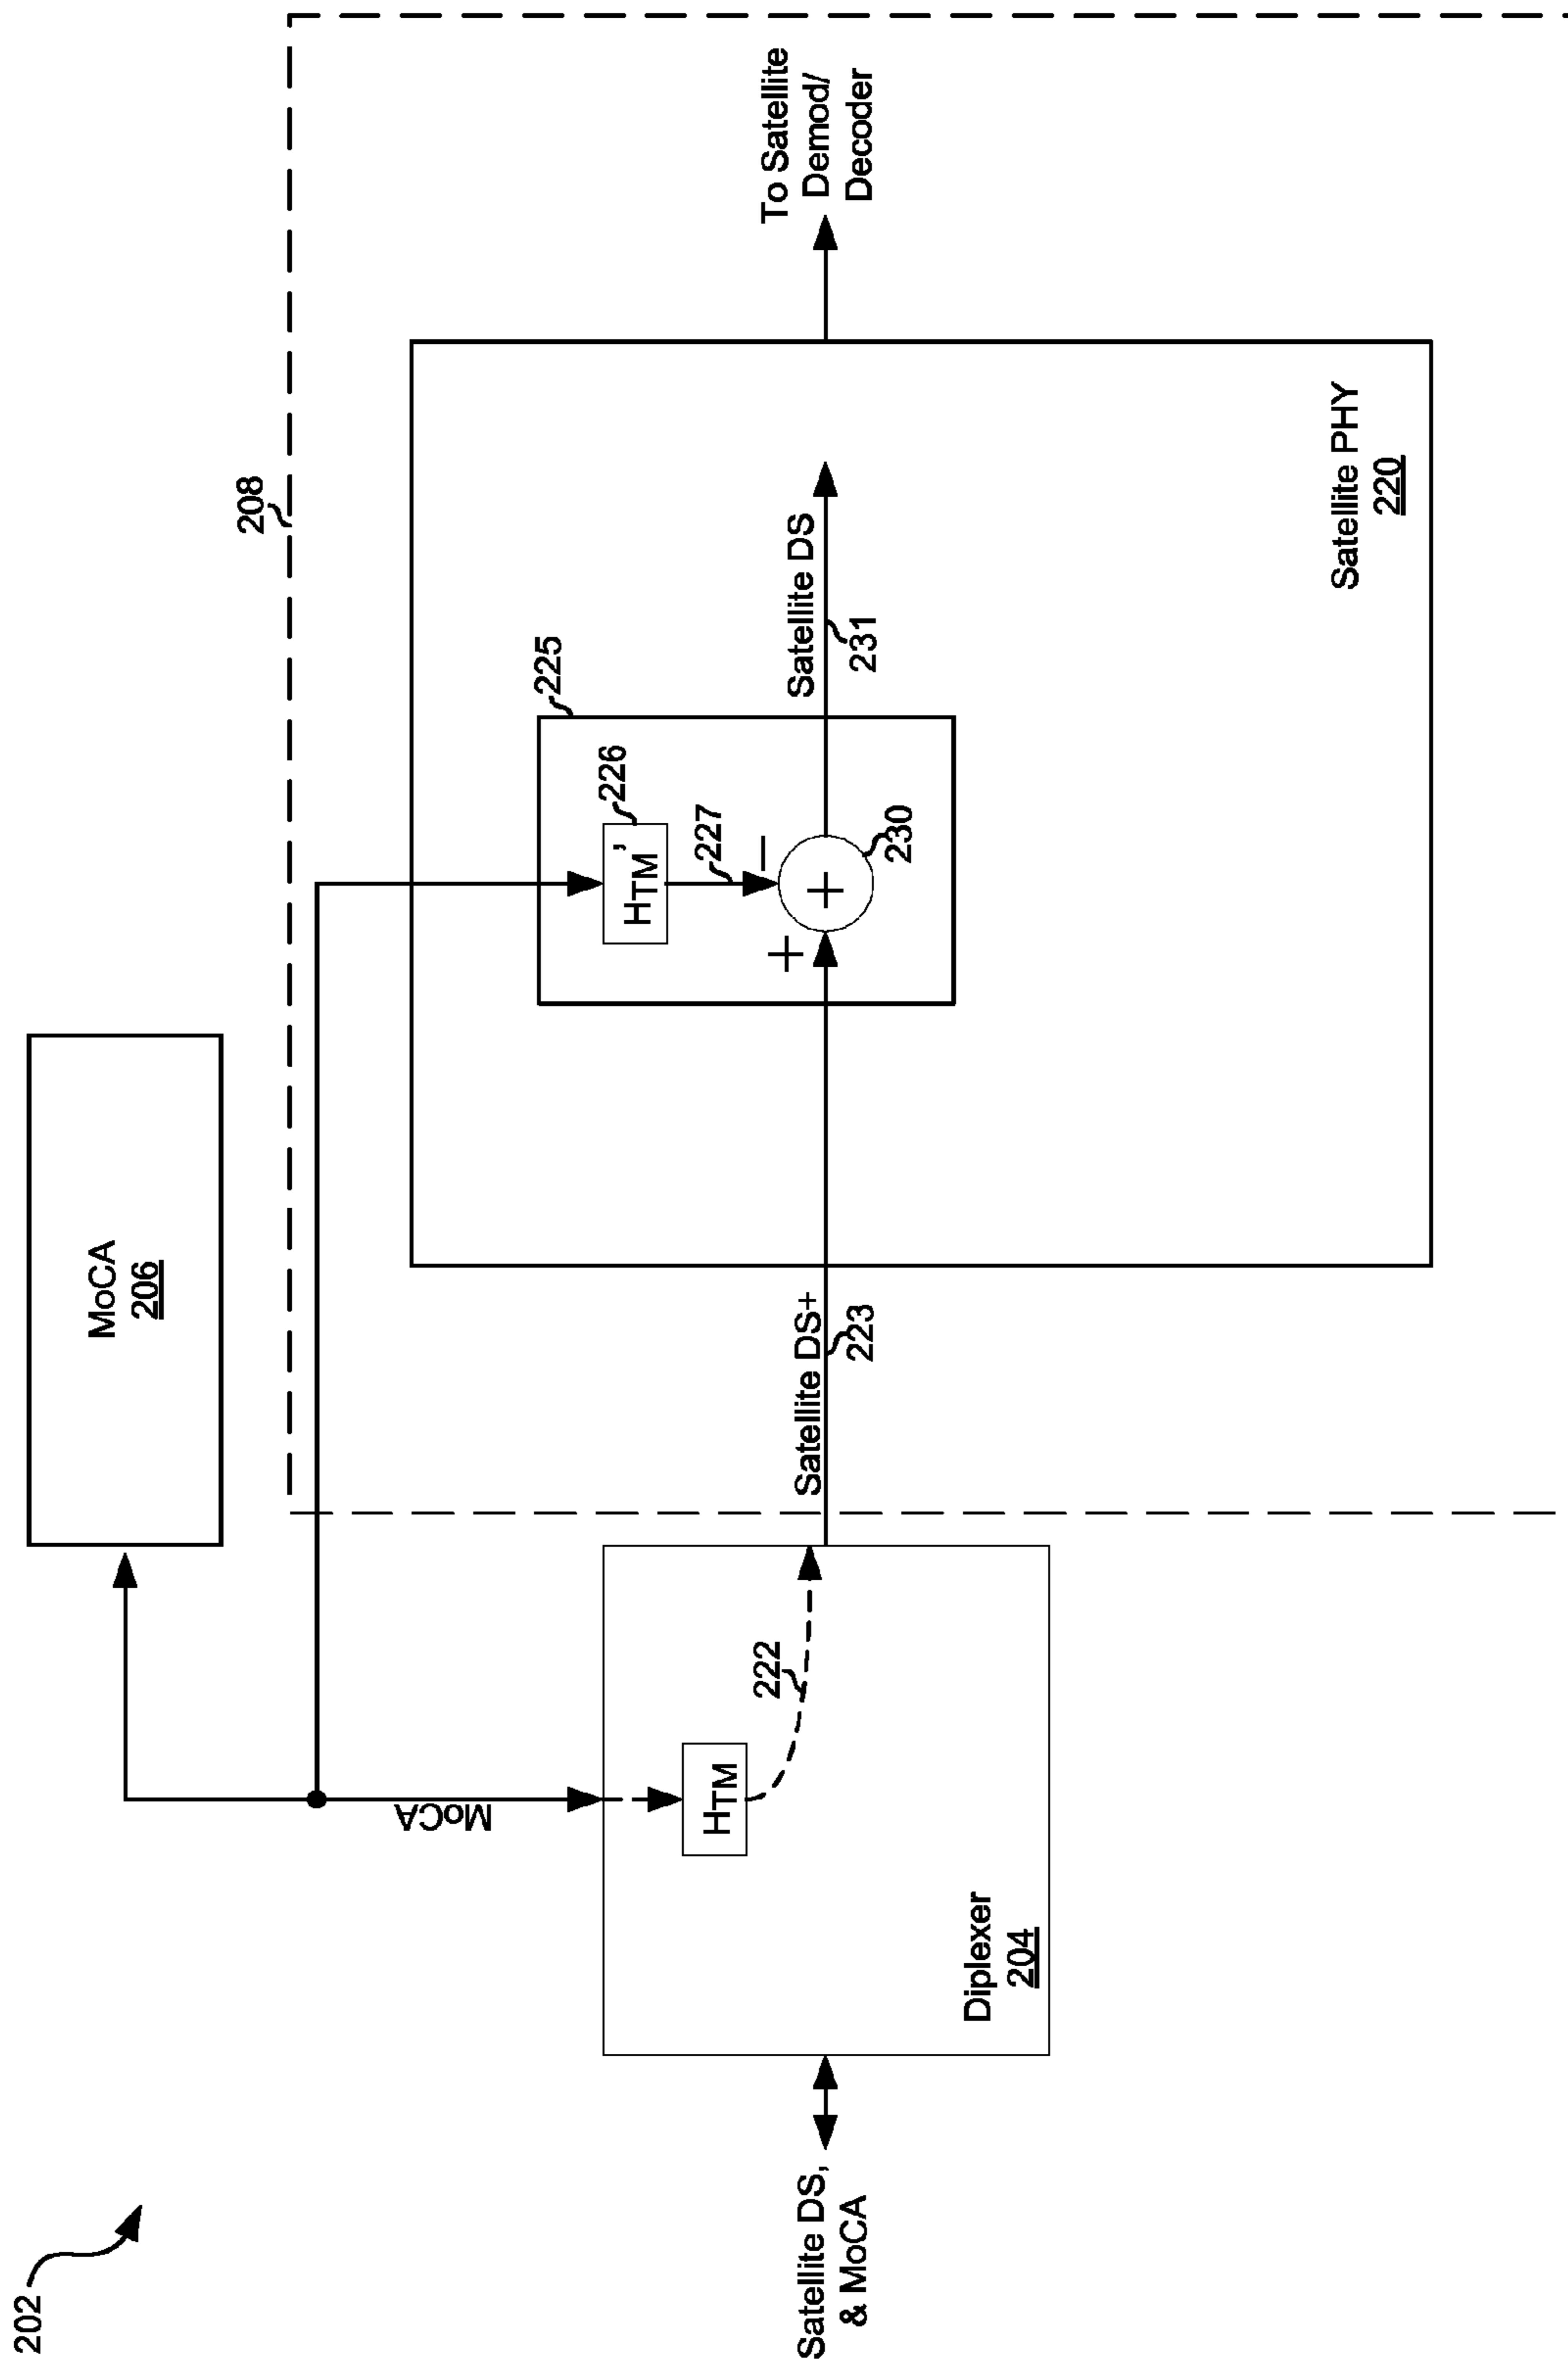 202
MoCA
206
208
MoCA
Satellite DS,
& MoCA
HTM
222
Diplexer
204
Satellite DS+
223
225
HTM'
226
227
+
−
+
230
Satellite DS
231
Satellite PHY
220
To Satellite
Demod/
Decoder